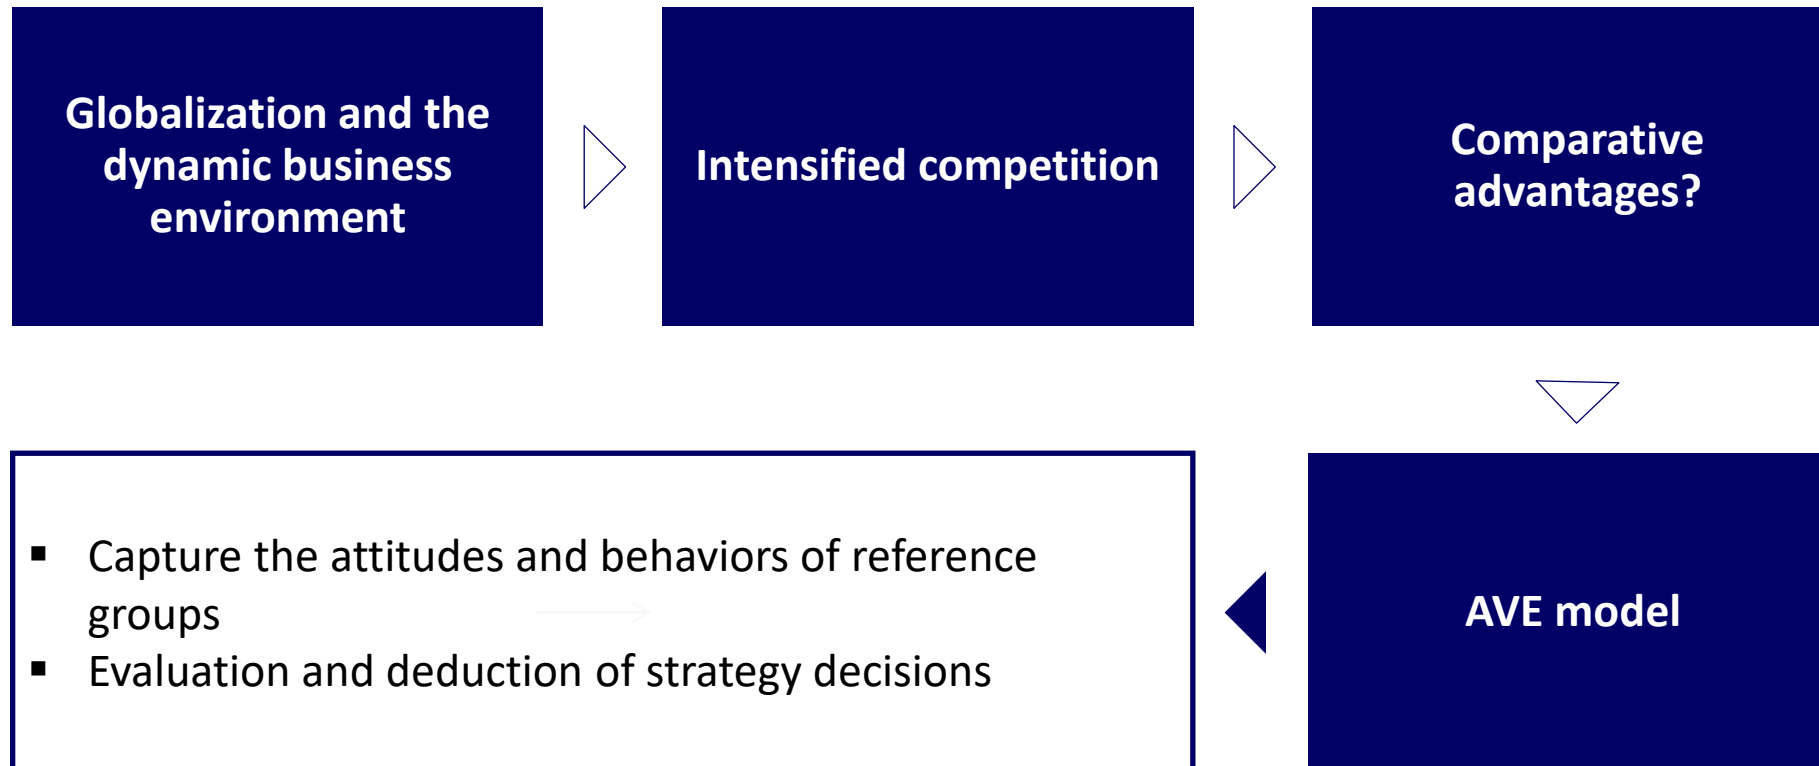 Globalization and the
dynamic business
environment
Intensified competition
Comparative
advantages?
▪ Capture the attitudes and behaviors of reference
groups
▪ Evaluation and deduction of strategy decisions
AVE model